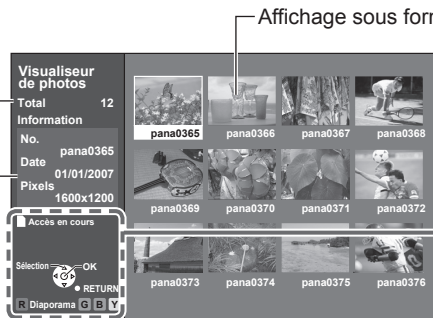 Affichage sous for
Visualiseur
de photos
Total 12
Information
No.
pana0365
Date
01/01/2007
Pixels
1600x1200
Accès en cours
Sélection OK
RETURN
R Diaporama G B Y
pana0365 pana0366 pana0367 pana0368
pana0369 pana0370 pana0371 pana0372
pana0373 pana0374 pana0375 pana0376